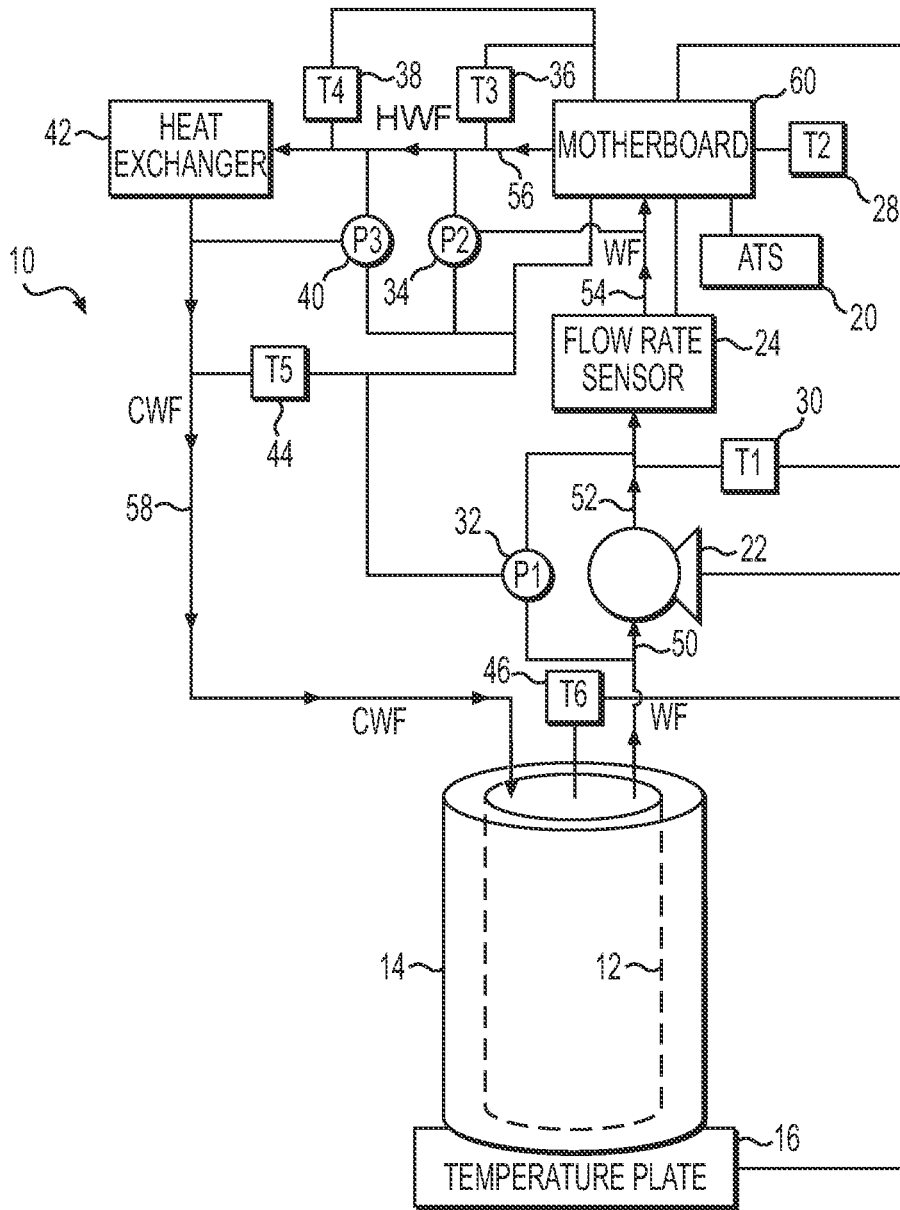 T4
38
T3
36
60
HWF
42
HEAT
EXCHANGER
MOTHERBOARD
T2
56
28
10
P3
P2
WF
40
34
54
ATS
20
FLOW RATE
SENSOR
24
T5
CWF
44
30
T1
58
52
32
22
P1
50
46
T6
WF
CWF
14
12
16
TEMPERATURE PLATE